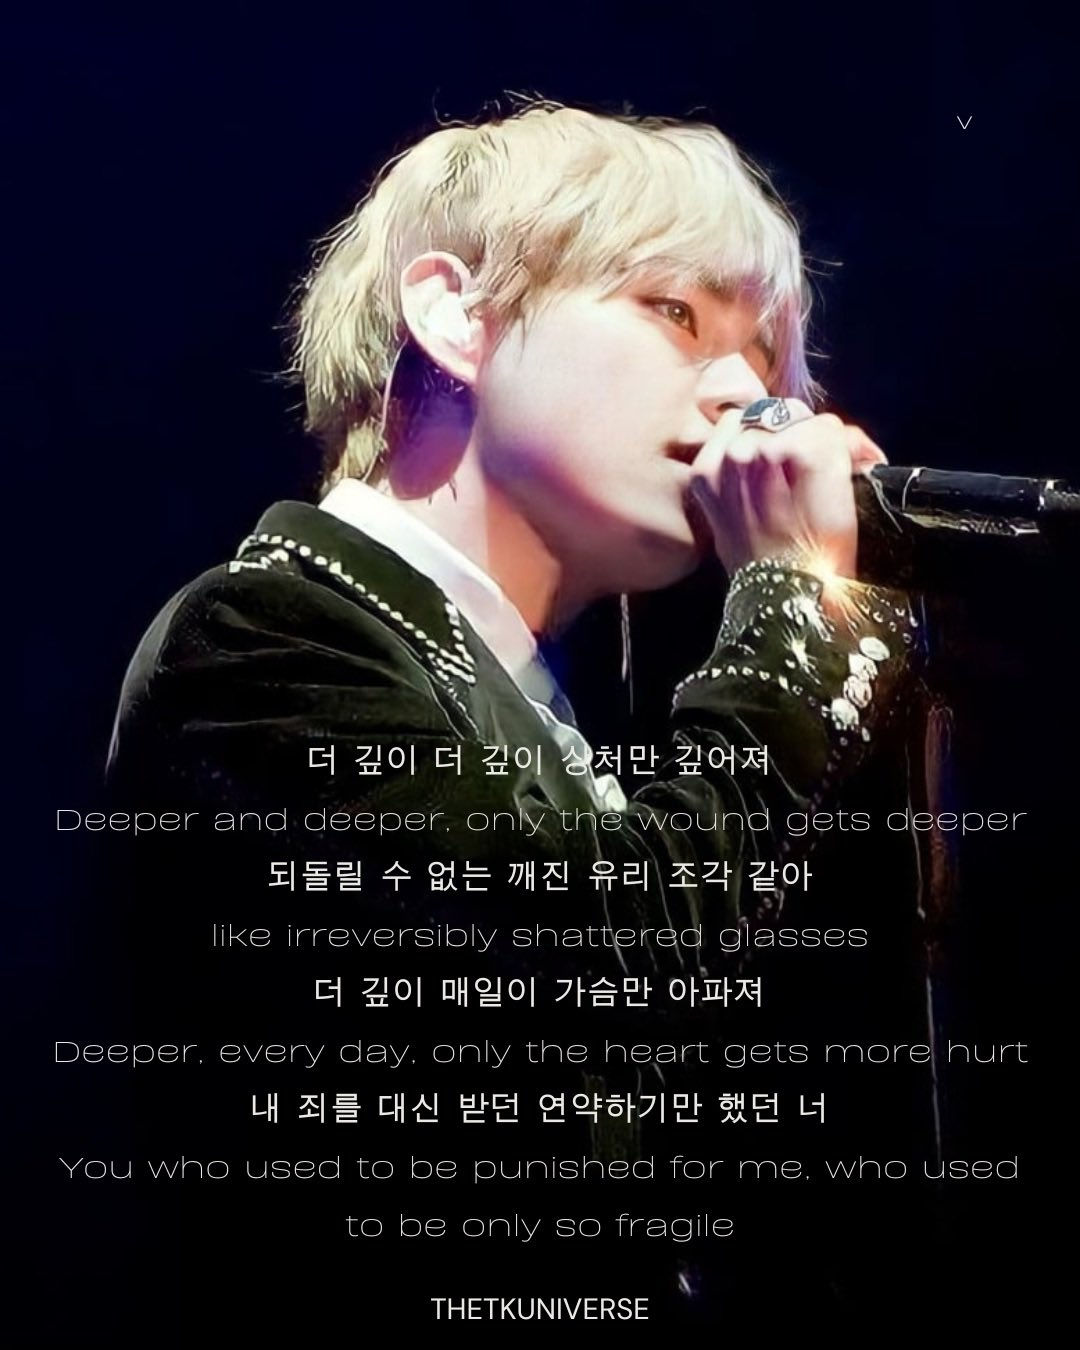 V
더 깊이 더 깊이 상처만 깊어져
Deeper and deeper, only the wound gets deeper
되돌릴 수 없는 깨진 유리 조각 같아
like irreversibly shattered glasses
더 깊이 매일이 가슴만 아파져
Deeper, every day, only the heart gets more hurt
내 죄를 대신 받던 연약하기만 했던 너
You who used to be punished for me, who used
to be only so fragile
THETKUNIVERSE